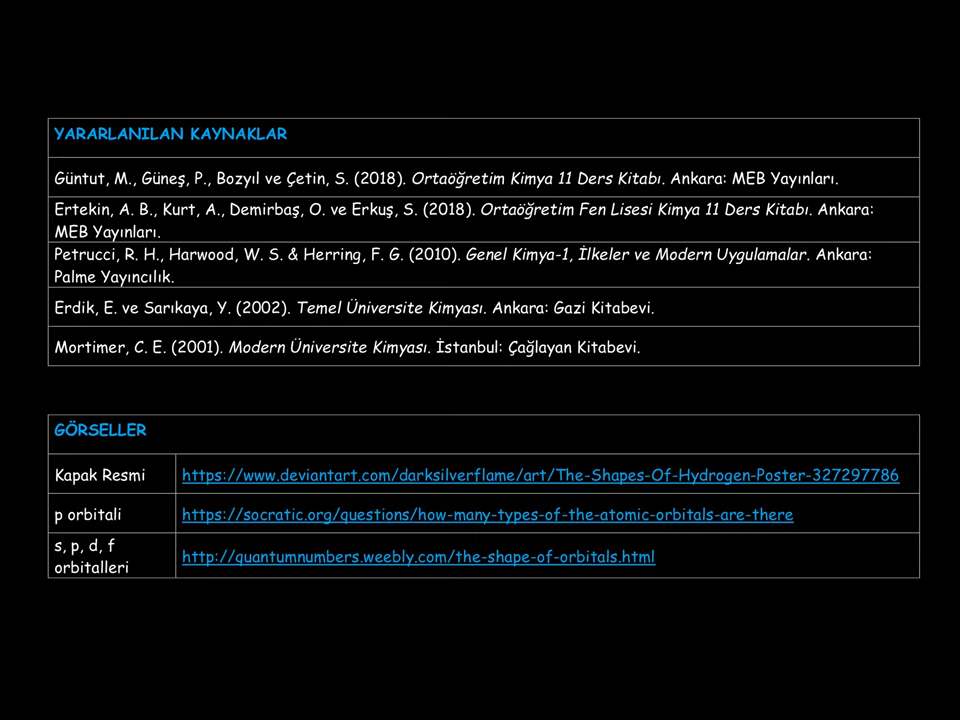 YARARLANILAN KAYNAKLAR
Güntut, M., Güneş, P., Bozyıl ve Çetin, S. (2018). Ortaöğretim Kimya 11 Ders Kitabı. Ankara: MEB Yayınları.
Ertekin, A. B., Kurt, A., Demirbaş, O. ve Erkuş, S. (2018). Ortaöğretim Fen Lisesi Kimya 11 Ders Kitabı. Ankara:
MEB Yayınları.
Petrucci, R. H., Harwood, W. S. & Herring, F. G. (2010). Genel Kimya-1, İlkeler ve Modern Uygulamalar. Ankara:
Palme Yayıncılık.
Erdik, E. ve Sarıkaya, Y. (2002). Temel Üniversite Kimyası. Ankara: Gazi Kitabevi.
Mortimer, C. E. (2001). Modern Üniversite Kimyası. İstanbul: Çağlayan Kitabevi.
GÖRSELLER
Kapak Resmi https://www.deviantart.com/darksilverflame/art/The-Shapes-Of-Hydrogen-Poster-327297786
p orbitali https://socratic.org/questions/how-many-types-of-the-atomic-orbitals-are-there
s, p, d, f
orbitalleri http://quantumnumbers.weebly.com/the-shape-of-orbitals.html